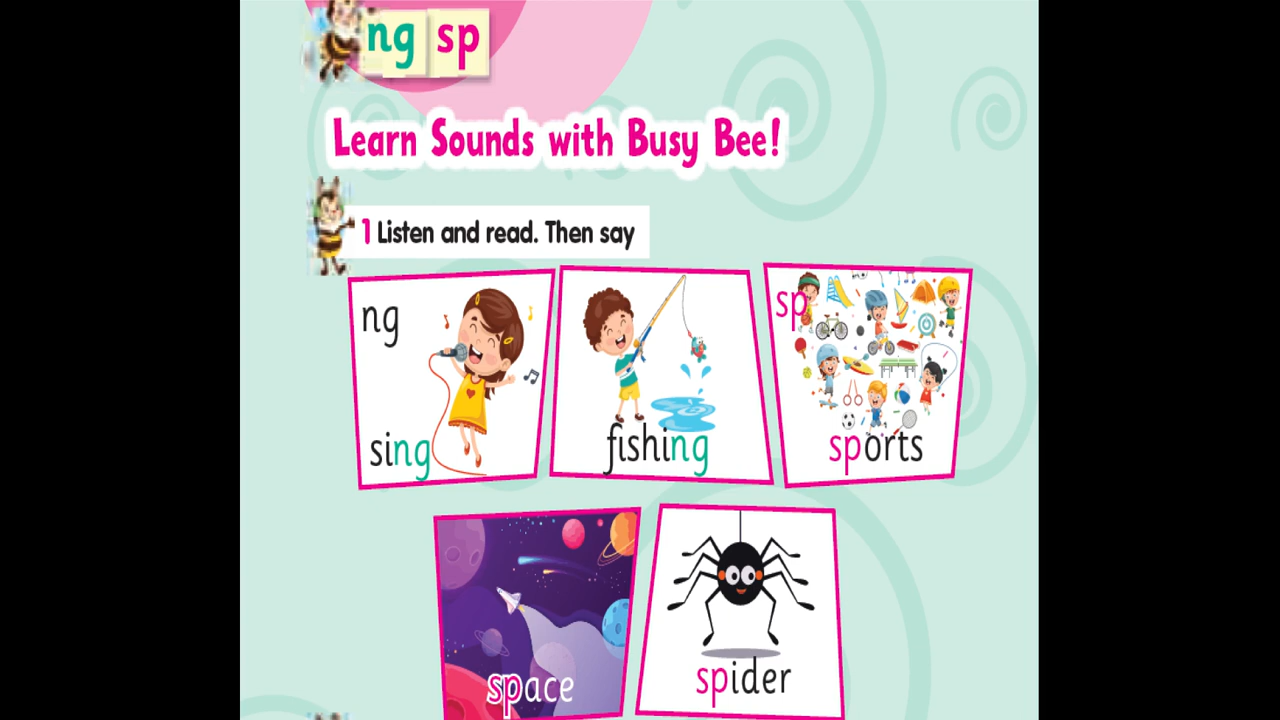 ng sp
Learn Sounds with Busy Bee!
1 Listen and read. Then say
ng
sing
fishing
sp
sports
space
spider